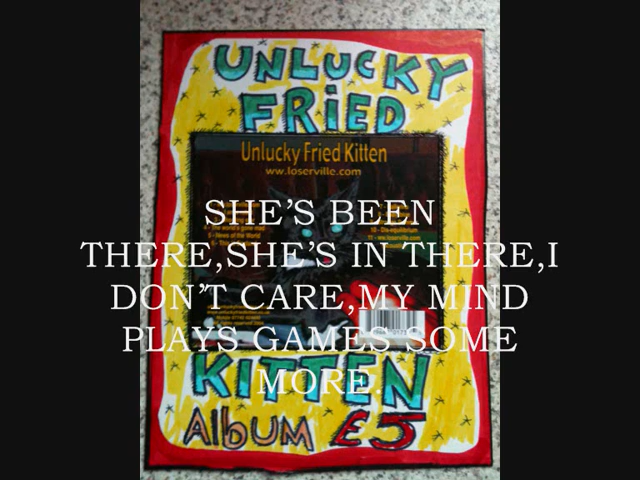 UNLUCKY
FRiED
Unlucky Fried Kitten
www.loserville.com
SHE'S BEEN
THERE,SHE'S IN THERE,I
DON'T CARE,MY MIND
PLAYS GAMES SOME
MORE.
KITTEN
AlbUM £5